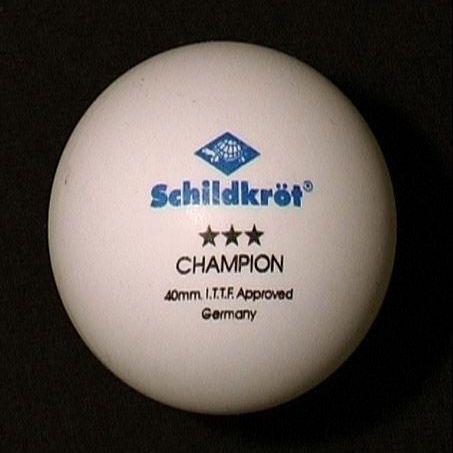 Schildkröt®
★★★
CHAMPION
40mm. I.T.T.F. Approved
Germany